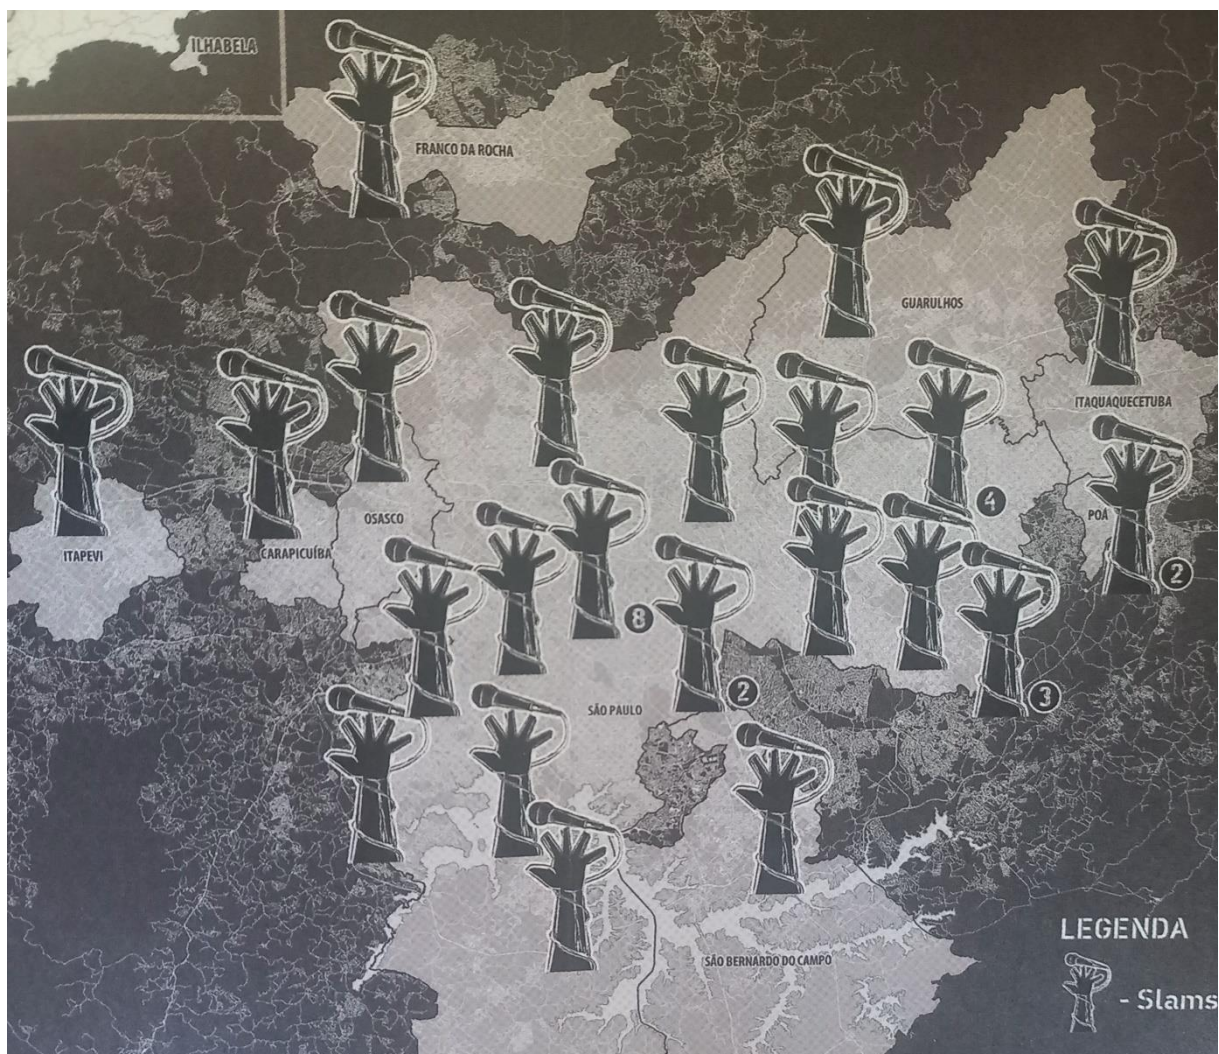 ILHABELA
FRANCO DA ROCHA
GUARULHOS
ITAQUAQUECETUBA
4
POÁ
OSASCO
ITAPEVI
CARAPICUÍBA
2
8
2
3
SÃO PAULO
LEGENDA
SÃO BERNARDO DO CAMPO
- Slams